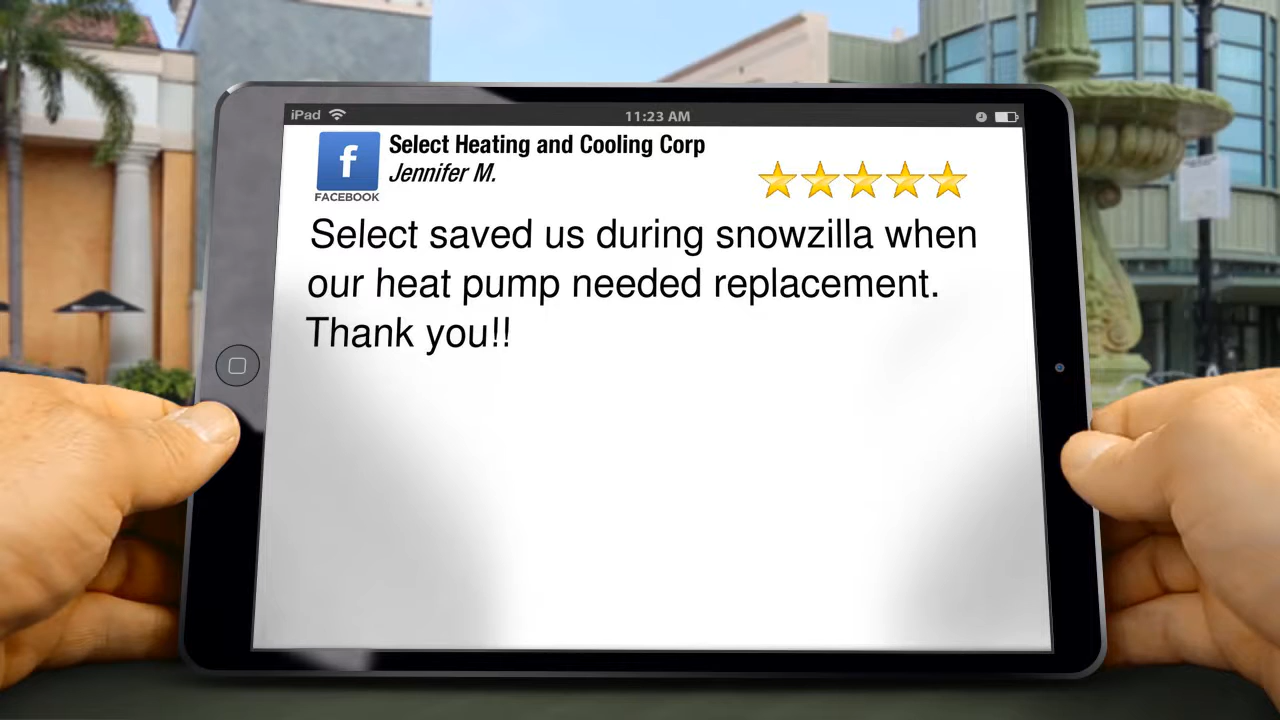 iPad 11:23 AM
f
FACEBOOK
Select Heating and Cooling Corp
Jennifer M.
Select saved us during snowzilla when
our heat pump needed replacement.
Thank you!!